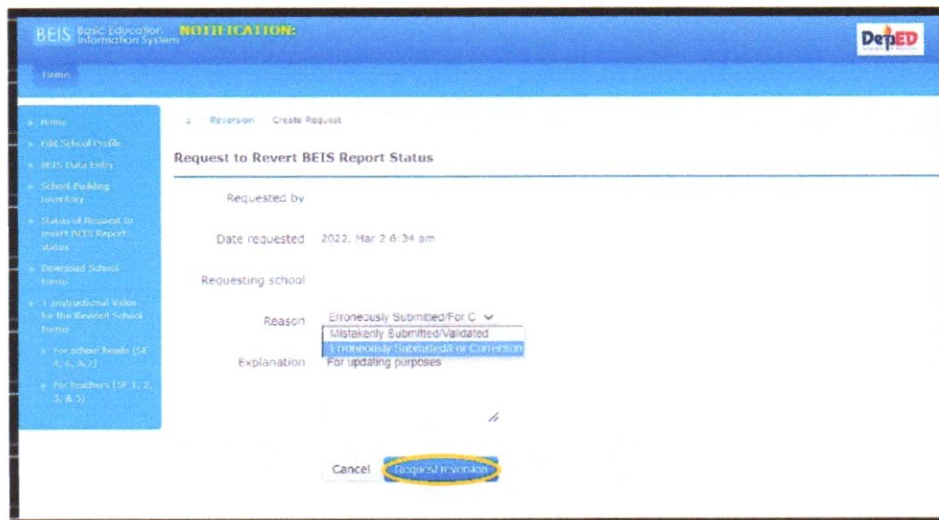 BEIS Basic Education Information System
NOTIFICATION:
DepED
Home
Home
Edit School Profile
BEIS Data Entry
School Building
Inventory
Status of Request to
revert BEIS Report
status
Download School
Forms
Instructional Video
for the Revised School
Forms
For school heads (SF
4, 6, & 7)
For teachers (SF 1, 2,
3, & 5)
Reversion Create Request
Request to Revert BEIS Report Status
Requested by
Date requested 2022, Mar 2 6:34 am
Requesting school
Reason Erroneously Submitted/For C
Mistakenly Submitted/Validated
Erroneously Submitted/For Correction
Explanation For updating purposes
Cancel Request reversion